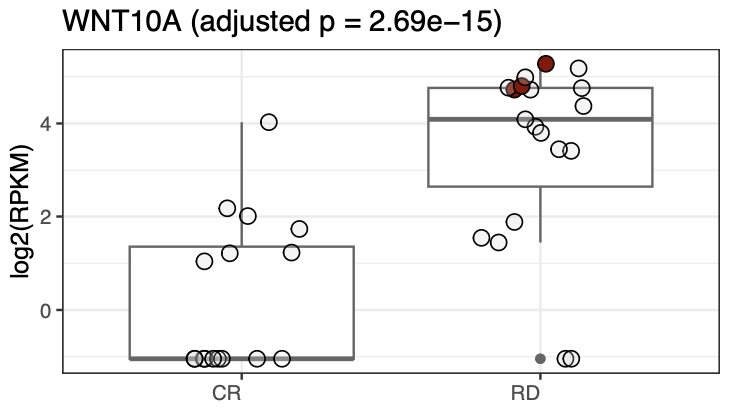 WNT10A (adjusted p = 2.69e−15)
log2(RPKM)
4
2
0
CR
RD